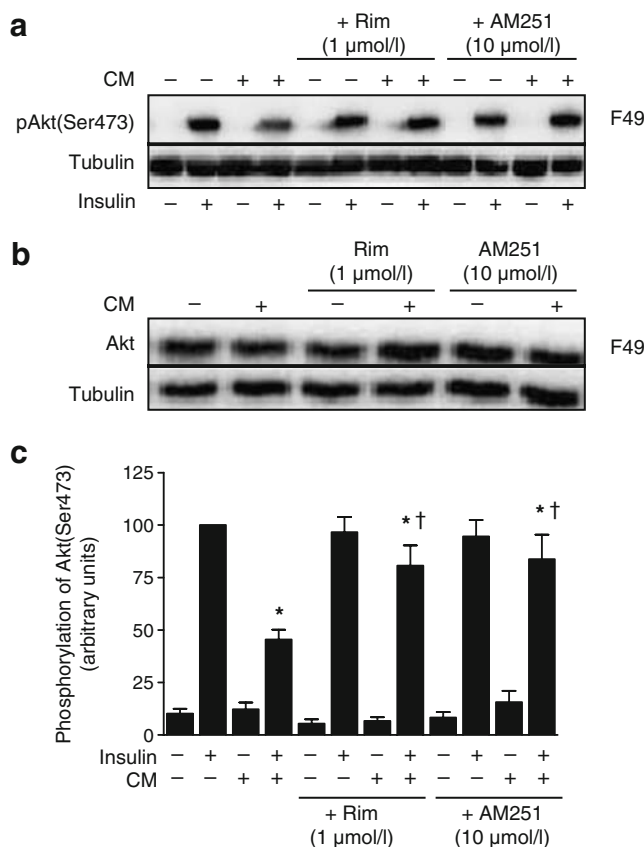 a
+ Rim + AM251
(1 µmol/l) (10 µmol/l)
CM – – + + – – + + – – + +
pAkt(Ser473) F49
Tubulin
Insulin – + – + – + – + – + – +
b
Rim AM251
(1 µmol/l) (10 µmol/l)
CM – + – + – +
Akt F49
Tubulin
c
Phosphorylation of Akt(Ser473)
(arbitrary units)
125
100
75
50
25
0
* *† *†
Insulin – + – + – + – + – + – +
CM – – + + – – + + – – + +
+ Rim + AM251
(1 µmol/l) (10 µmol/l)